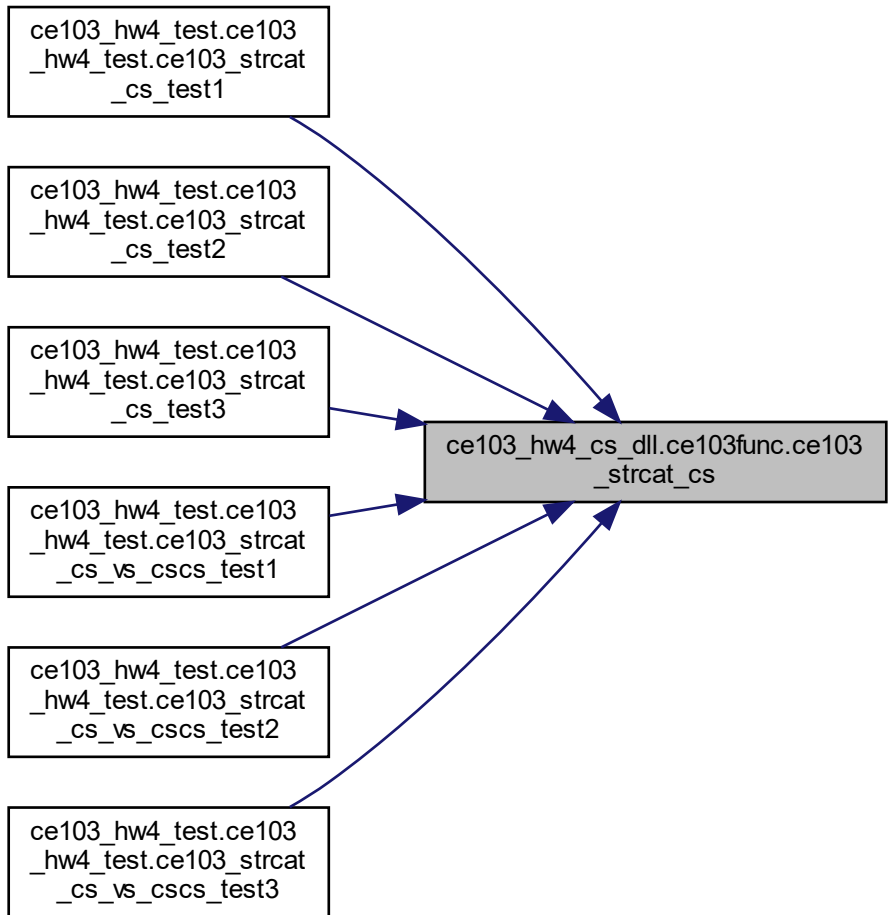 ce103_hw4_test.ce103
_hw4_test.ce103_strcat
_cs_test1
ce103_hw4_test.ce103
_hw4_test.ce103_strcat
_cs_test2
ce103_hw4_test.ce103
_hw4_test.ce103_strcat
_cs_test3
ce103_hw4_cs_dll.ce103func.ce103
_strcat_cs
ce103_hw4_test.ce103
_hw4_test.ce103_strcat
_cs_vs_cscs_test1
ce103_hw4_test.ce103
_hw4_test.ce103_strcat
_cs_vs_cscs_test2
ce103_hw4_test.ce103
_hw4_test.ce103_strcat
_cs_vs_cscs_test3